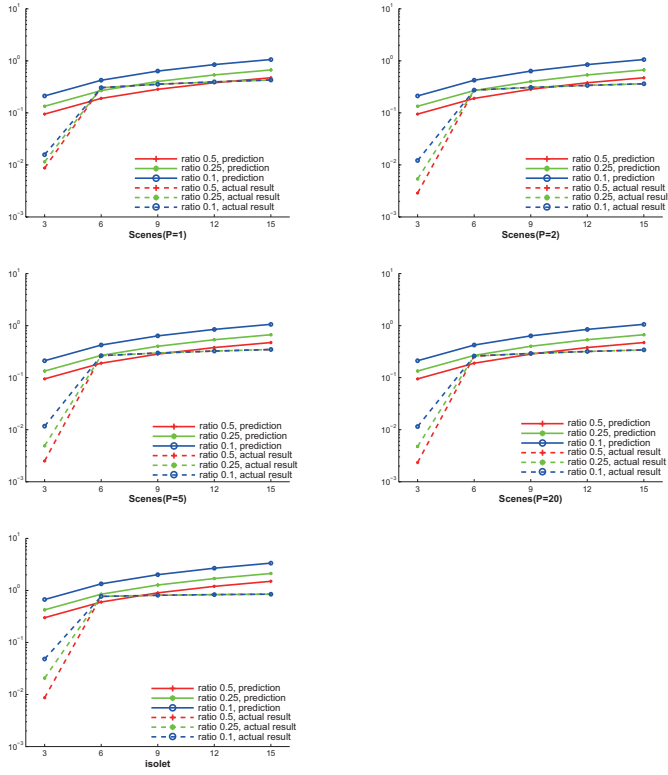 10^1
10^0
10^-1
10^-2
10^-3
3 6 9 12 15
Scenes(P=1)
ratio 0.5, prediction
ratio 0.25, prediction
ratio 0.1, prediction
ratio 0.5, actual result
ratio 0.25, actual result
ratio 0.1, actual result
10^1
10^0
10^-1
10^-2
10^-3
3 6 9 12 15
Scenes(P=2)
ratio 0.5, prediction
ratio 0.25, prediction
ratio 0.1, prediction
ratio 0.5, actual result
ratio 0.25, actual result
ratio 0.1, actual result
10^1
10^0
10^-1
10^-2
10^-3
3 6 9 12 15
Scenes(P=5)
ratio 0.5, prediction
ratio 0.25, prediction
ratio 0.1, prediction
ratio 0.5, actual result
ratio 0.25, actual result
ratio 0.1, actual result
10^1
10^0
10^-1
10^-2
10^-3
3 6 9 12 15
Scenes(P=20)
ratio 0.5, prediction
ratio 0.25, prediction
ratio 0.1, prediction
ratio 0.5, actual result
ratio 0.25, actual result
ratio 0.1, actual result
10^1
10^0
10^-1
10^-2
10^-3
3 6 9 12 15
isolet
ratio 0.5, prediction
ratio 0.25, prediction
ratio 0.1, prediction
ratio 0.5, actual result
ratio 0.25, actual result
ratio 0.1, actual result